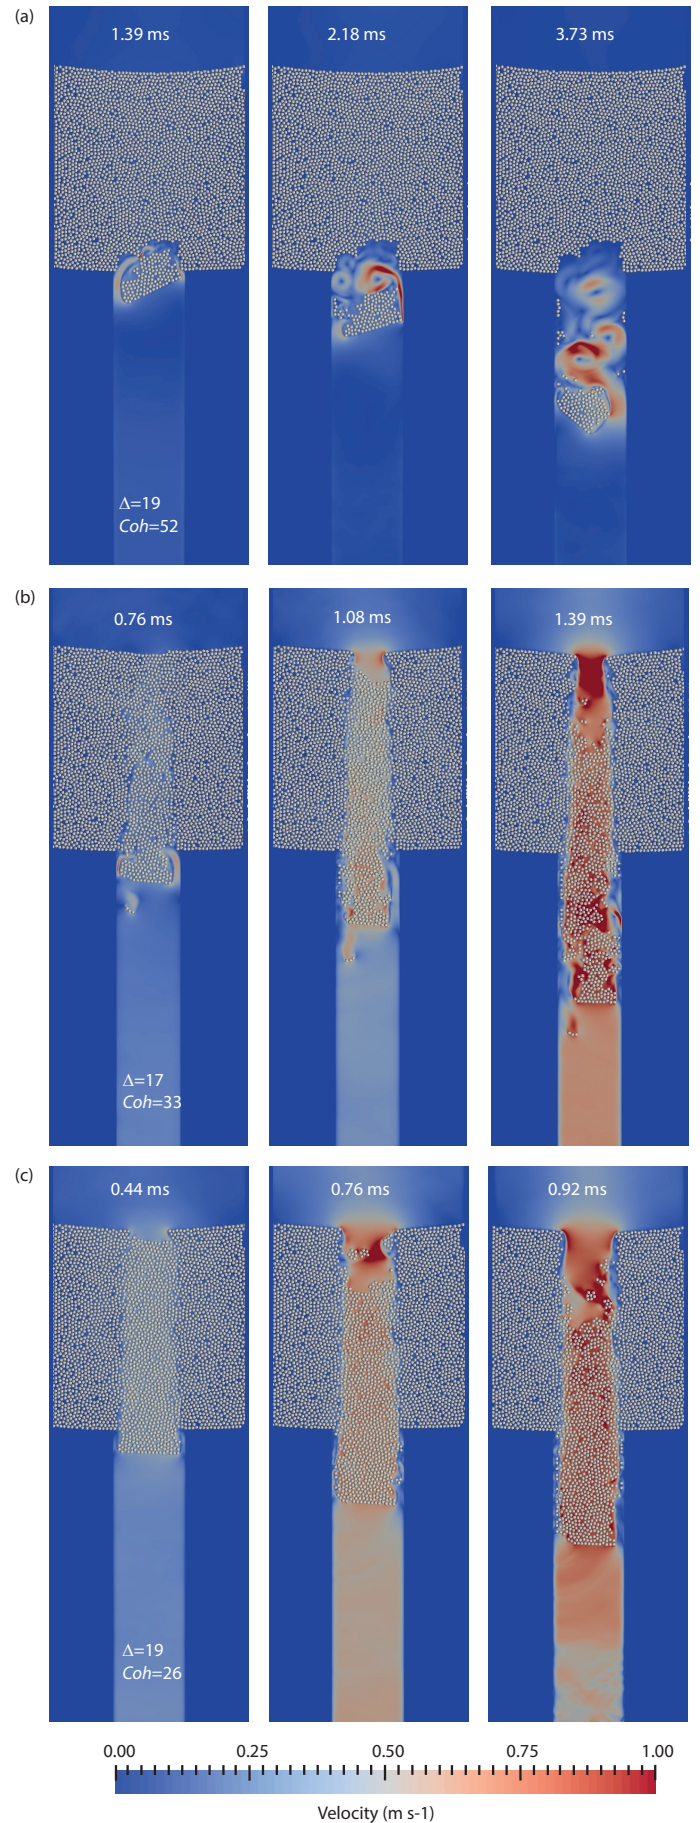 (a)
1.39 ms
2.18 ms
3.73 ms
Δ=19
Coh=52
(b)
0.76 ms
1.08 ms
1.39 ms
Δ=17
Coh=33
(c)
0.44 ms
0.76 ms
0.92 ms
Δ=19
Coh=26
0.00 0.25 0.50 0.75 1.00
Velocity (m s-1)